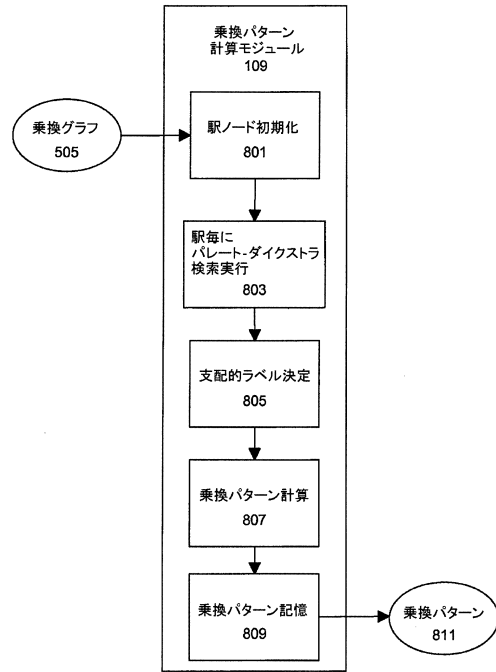 乗換パターン
計算モジュール
109
乗換グラフ
505
駅ノード初期化
801
駅毎に
パレート-ダイクストラ
検索実行
803
支配的ラベル決定
805
乗換パターン計算
807
乗換パターン記憶
809
乗換パターン
811